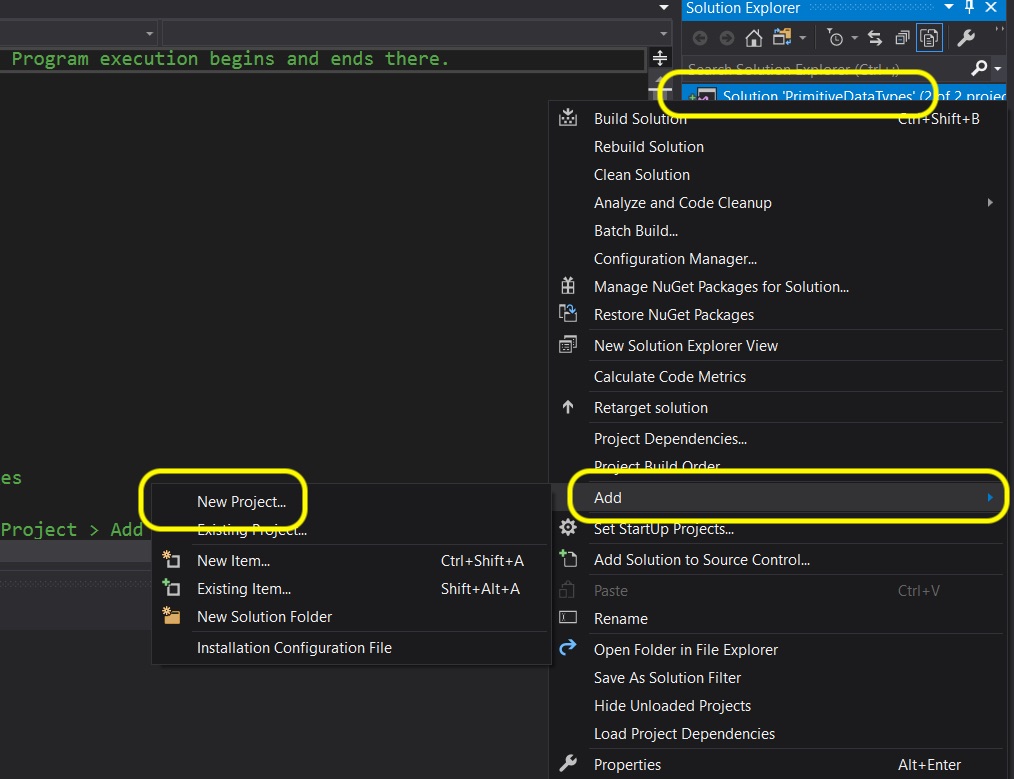 Solution Explorer
Program execution begins and ends there.
Search Solution Explorer (Ctrl+;)
Solution 'PrimitiveDataTypes' (2 of 2 projec
Build Solution Ctrl+Shift+B
Rebuild Solution
Clean Solution
Analyze and Code Cleanup
Batch Build...
Configuration Manager...
Manage NuGet Packages for Solution...
Restore NuGet Packages
New Solution Explorer View
Calculate Code Metrics
Retarget solution
Project Dependencies...
Project Build Order...
Add
Set StartUp Projects...
Add Solution to Source Control...
Paste Ctrl+V
Rename
Open Folder in File Explorer
Save As Solution Filter
Hide Unloaded Projects
Load Project Dependencies
Properties Alt+Enter
es
Project > Add
New Project...
Existing Project...
New Item... Ctrl+Shift+A
Existing Item... Shift+Alt+A
New Solution Folder
Installation Configuration File